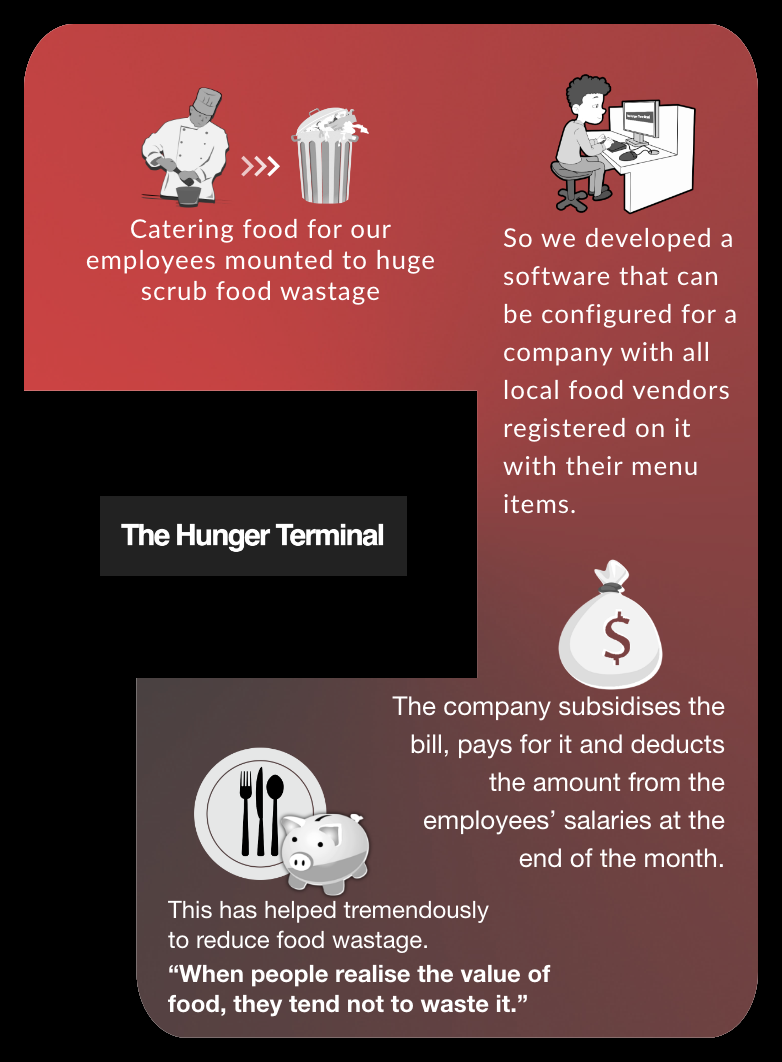 Catering food for our
employees mounted to huge
scrub food wastage
So we developed a
software that can
be configured for a
company with all
local food vendors
registered on it
with their menu
items.
The Hunger Terminal
$
The company subsidises the
bill, pays for it and deducts
the amount from the
employees’ salaries at the
end of the month.
This has helped tremendously
to reduce food wastage.
“When people realise the value of
food, they tend not to waste it.”